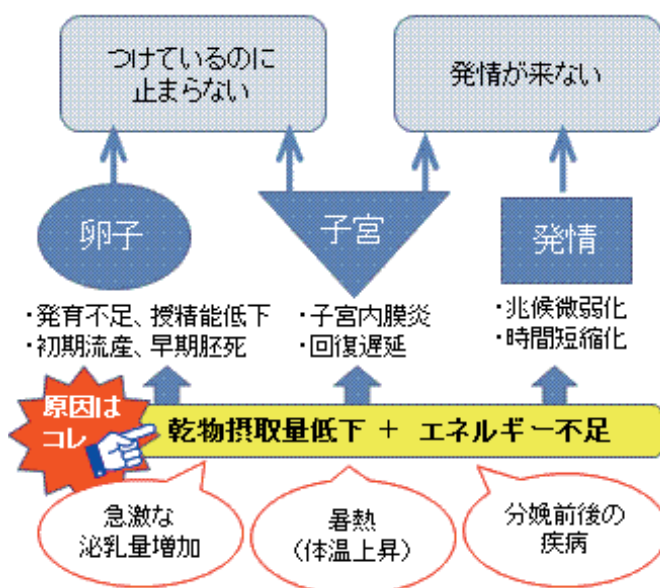 つけているのに
止まらない
発情が来ない
卵子
子宮
発情
・発育不足、授精能低下
・初期流産、早期胚死
・子宮内膜炎
・回復遅延
・兆候微弱化
・時間短縮化
原因は
コレ
乾物摂取量低下 + エネルギー不足
急激な
泌乳量増加
暑熱
(体温上昇)
分娩前後の
疾病